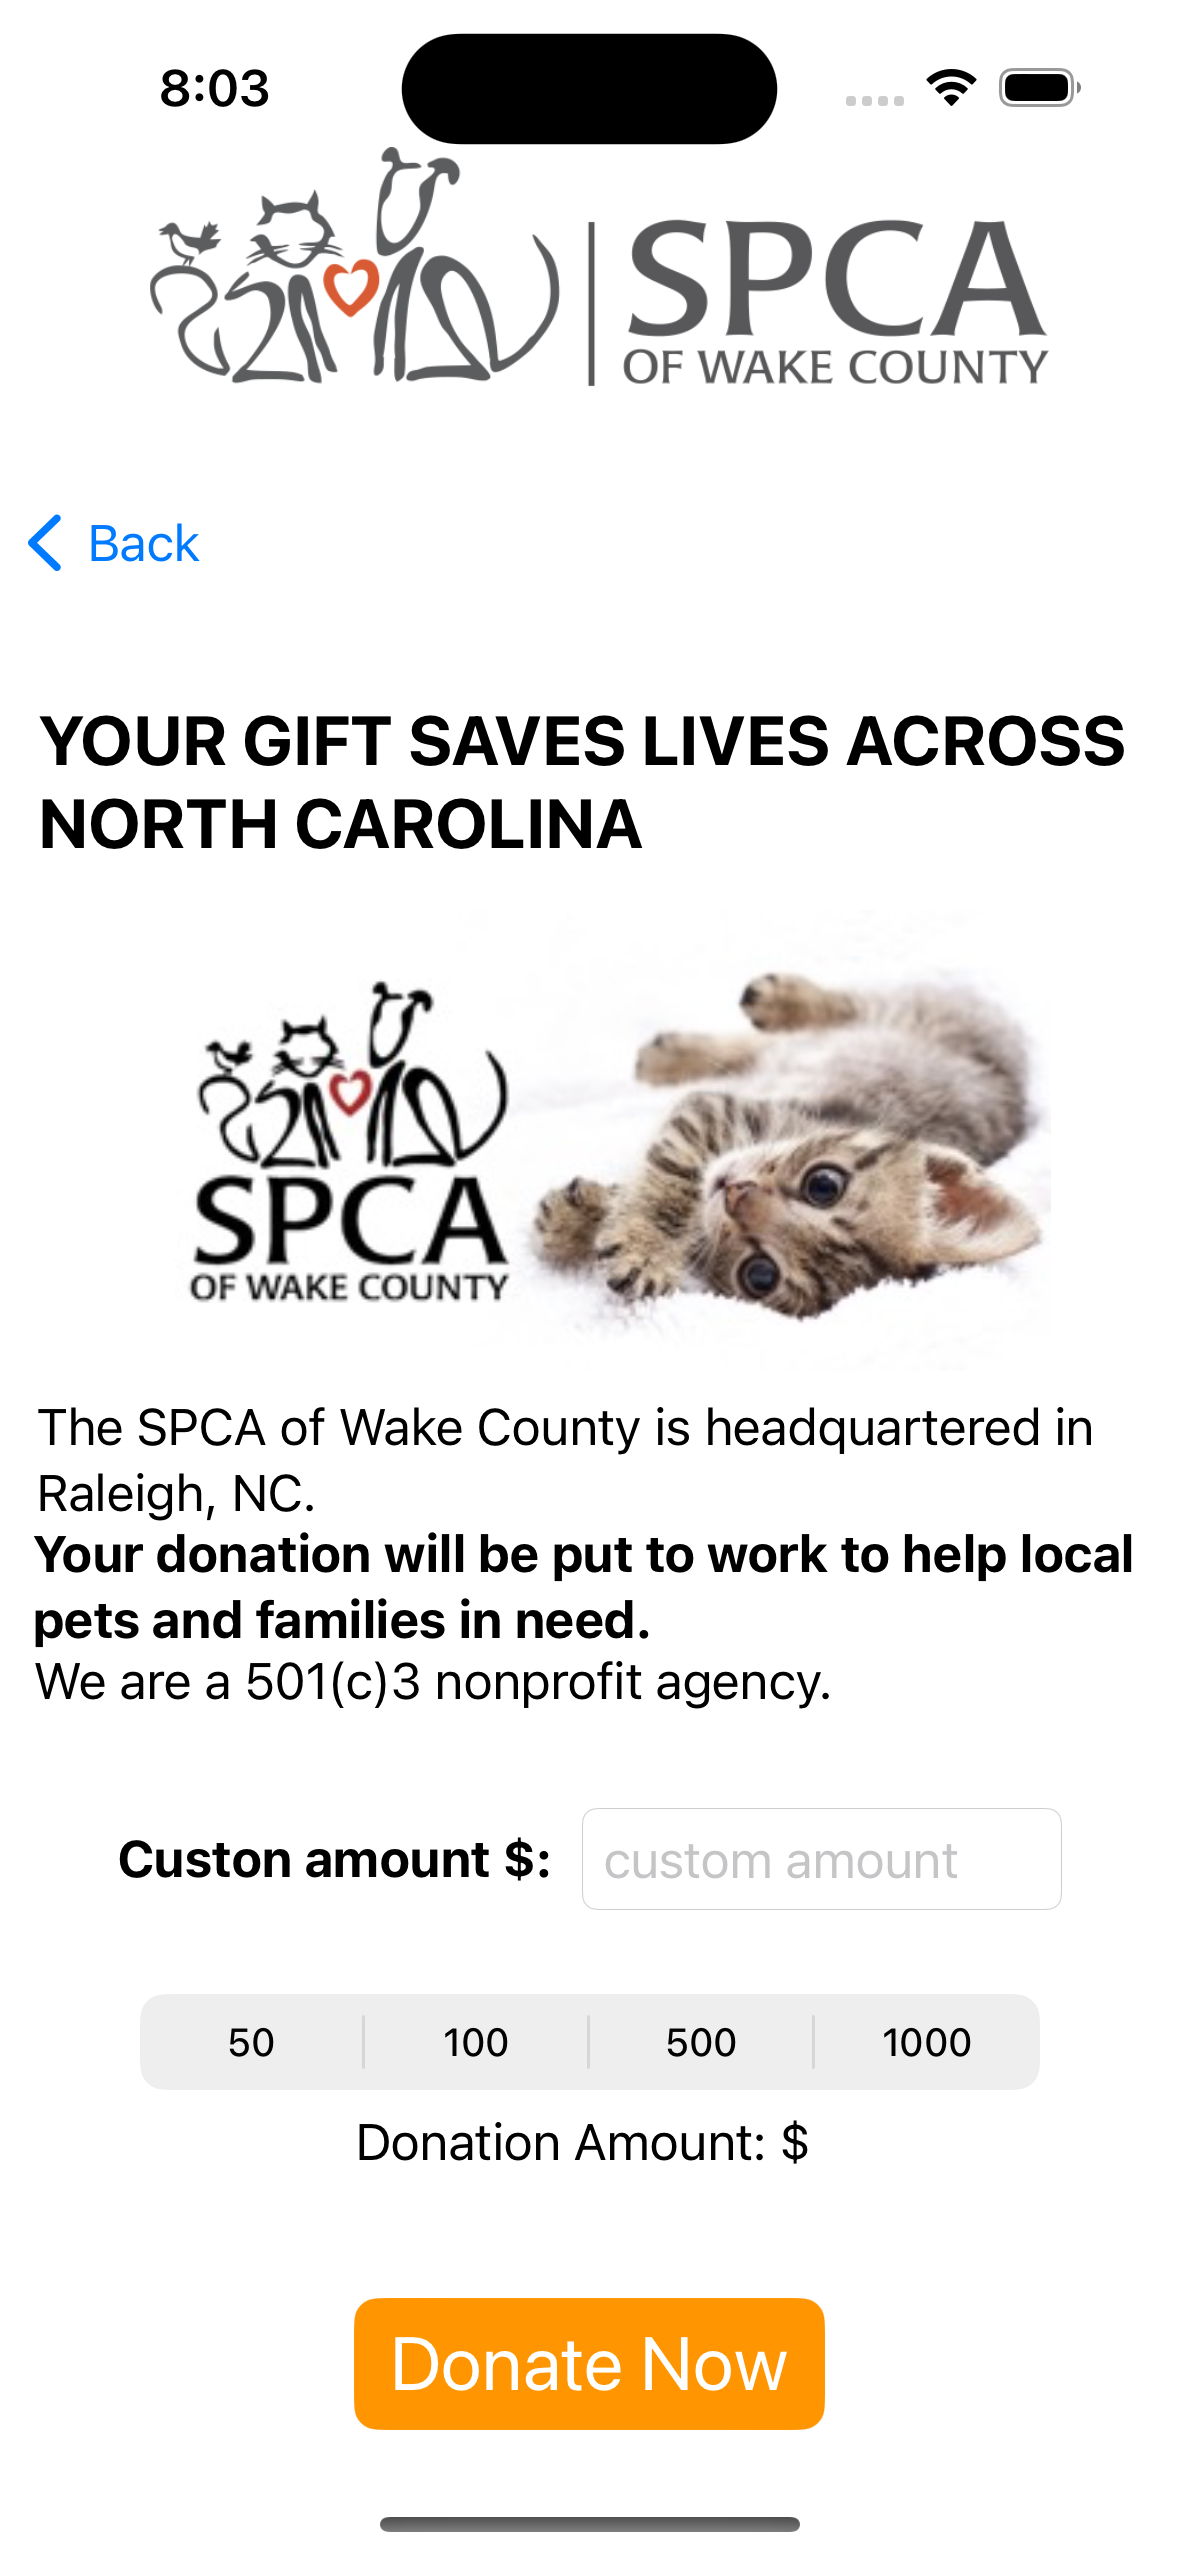 8:03
SPCA
OF WAKE COUNTY
Back
YOUR GIFT SAVES LIVES ACROSS
NORTH CAROLINA
SPCA
OF WAKE COUNTY
The SPCA of Wake County is headquartered in
Raleigh, NC.
Your donation will be put to work to help local
pets and families in need.
We are a 501(c)3 nonprofit agency.
Custon amount $: custom amount
50 100 500 1000
Donation Amount: $
Donate Now